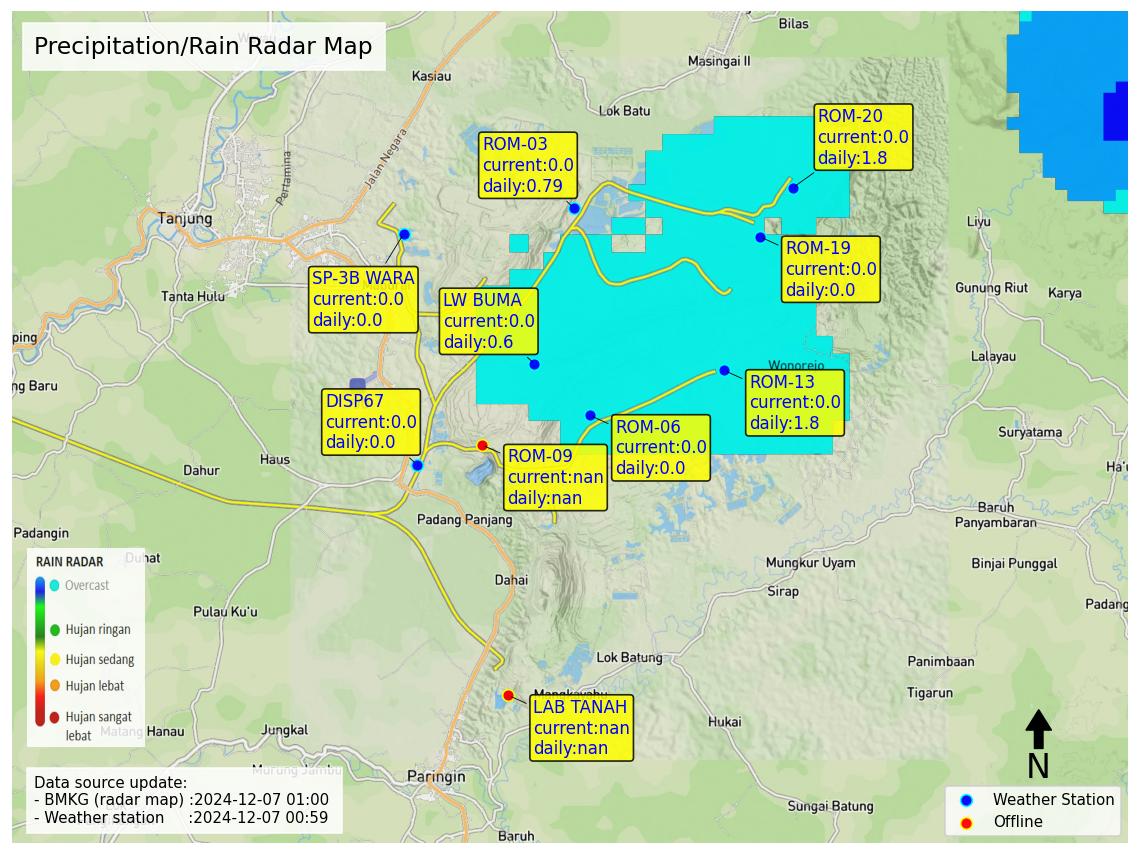 Precipitation/Rain Radar Map
Bilas
Masingai II
Kasiau
Lok Batu
Jalan Negara
Pertamina
ROM-20
current:0.0
daily:1.8
ROM-03
current:0.0
daily:0.79
Tanjung
Liyu
ROM-19
current:0.0
daily:0.0
SP-3B WARA
current:0.0
daily:0.0
Tanta Hulu
LW BUMA
current:0.0
daily:0.6
Gunung Riut
Karya
ping
Lalayau
Wonorejo
ng Baru
ROM-13
current:0.0
daily:1.8
DISP67
current:0.0
daily:0.0
ROM-06
current:0.0
daily:0.0
Suryatama
ROM-09
current:nan
daily:nan
Haus
Dahur
Ha'u
Padang Panjang
Baruh
Panyambaran
Padangin
Duhat
Mungkur Uyam
Binjai Punggal
RAIN RADAR
Overcast
Hujan ringan
Hujan sedang
Hujan lebat
Hujan sangat
lebat
Dahai
Sirap
Padang
Pulau Ku'u
Lok Batung
Panimbaan
Tigarun
Mangkayahu
LAB TANAH
current:nan
daily:nan
Hukai
Matang Hanau
Jungkal
Murung Jambu
Paringin
N
Data source update:
- BMKG (radar map) :2024-12-07 01:00
- Weather station :2024-12-07 00:59
Sungai Batung
Weather Station
Offline
Baruh